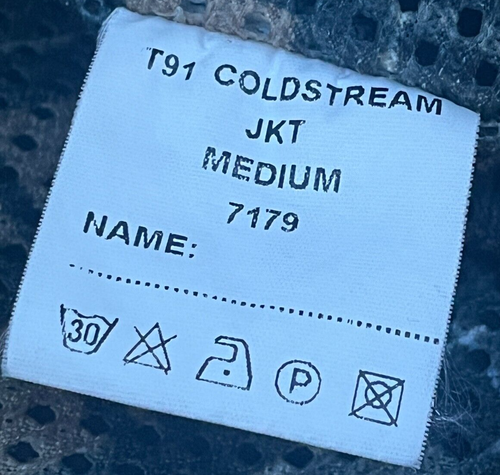 T91 COLDSTREAM
JKT
MEDIUM
7179
NAME:
30
P